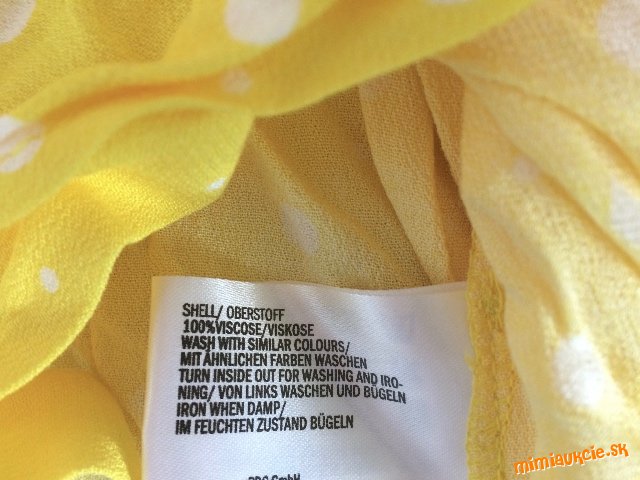 SHELL/ OBERSTOFF
100%VISCOSE/VISKOSE
WASH WITH SIMILAR COLOURS/
MIT ÄHNLICHEN FARBEN WASCHEN
TURN INSIDE OUT FOR WASHING AND IRO-
NING/ VON LINKS WASCHEN UND BÜGELN
IRON WHEN DAMP/
IM FEUCHTEN ZUSTAND BÜGELN
GmbH
mimiaukcie.sk